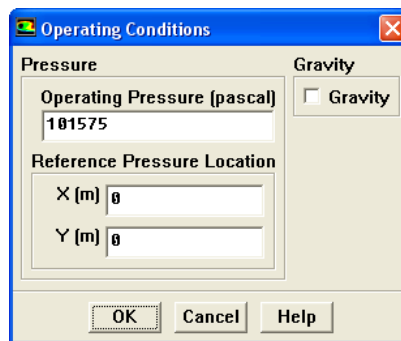 Operating Conditions
Pressure
Operating Pressure (pascal)
101575
Reference Pressure Location
X (m) 0
Y (m) 0
Gravity
Gravity
OK Cancel Help